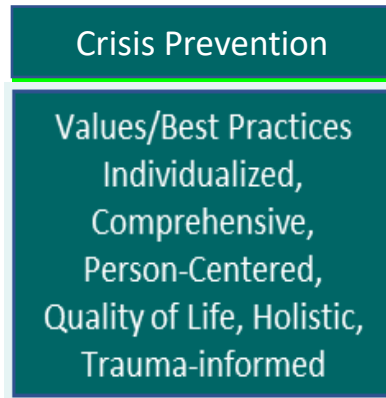 Crisis Prevention
Values/Best Practices
Individualized,
Comprehensive,
Person-Centered,
Quality of Life, Holistic,
Trauma-informed